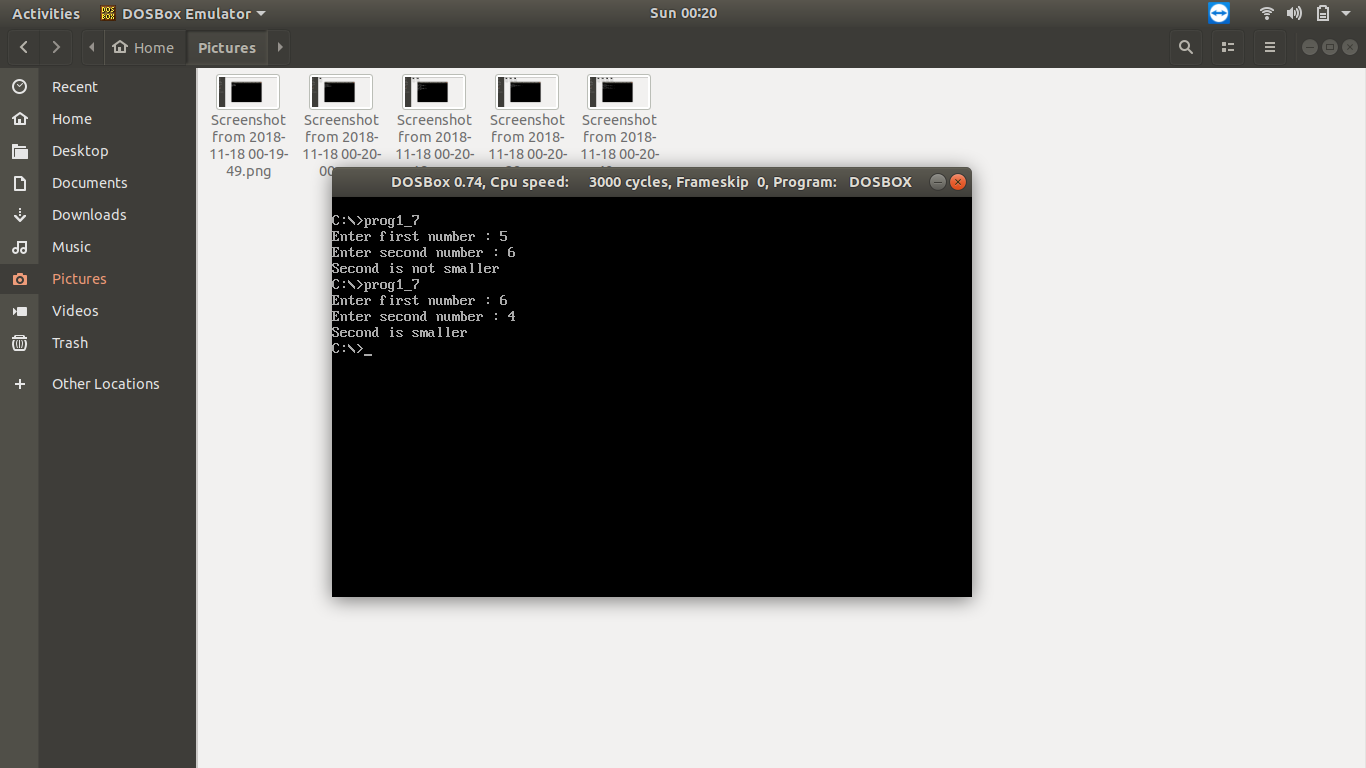 Activities
DOS
BOX
DOSBox Emulator
Sun 00:20
Home
Pictures
Recent
Home
Desktop
Documents
Downloads
Music
Pictures
Videos
Trash
Other Locations
Screenshot
from 2018-
11-18 00-19-
49.png
Screenshot
from 2018-
11-18 00-20-
Screenshot
from 2018-
11-18 00-20-
Screenshot
from 2018-
11-18 00-20-
Screenshot
from 2018-
11-18 00-20-
DOSBox 0.74, Cpu speed: 3000 cycles, Frameskip 0, Program: DOSBOX
C:\>prog1_7
Enter first number : 5
Enter second number : 6
Second is not smaller
C:\>prog1_7
Enter first number : 6
Enter second number : 4
Second is smaller
C:\>_